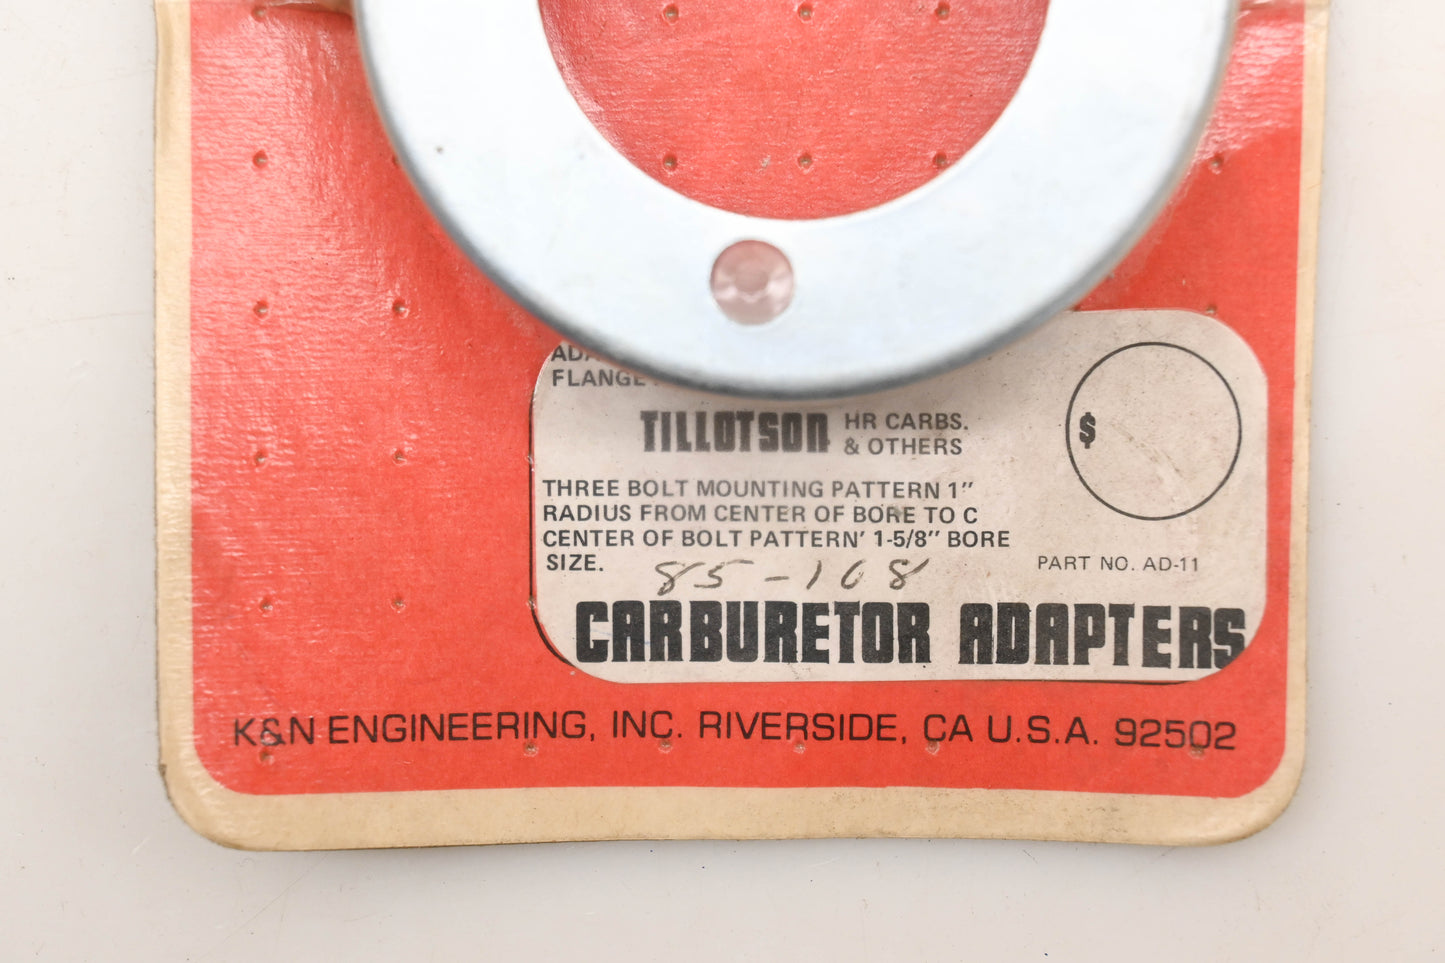 FLANGE
TILLOTSON HR CARBS.
& OTHERS
$
THREE BOLT MOUNTING PATTERN 1"
RADIUS FROM CENTER OF BORE TO C
CENTER OF BOLT PATTERN' 1-5/8" BORE
SIZE.
85-108
PART NO. AD-11
CARBURETOR ADAPTERS
K&N ENGINEERING, INC. RIVERSIDE, CA U.S.A. 92502